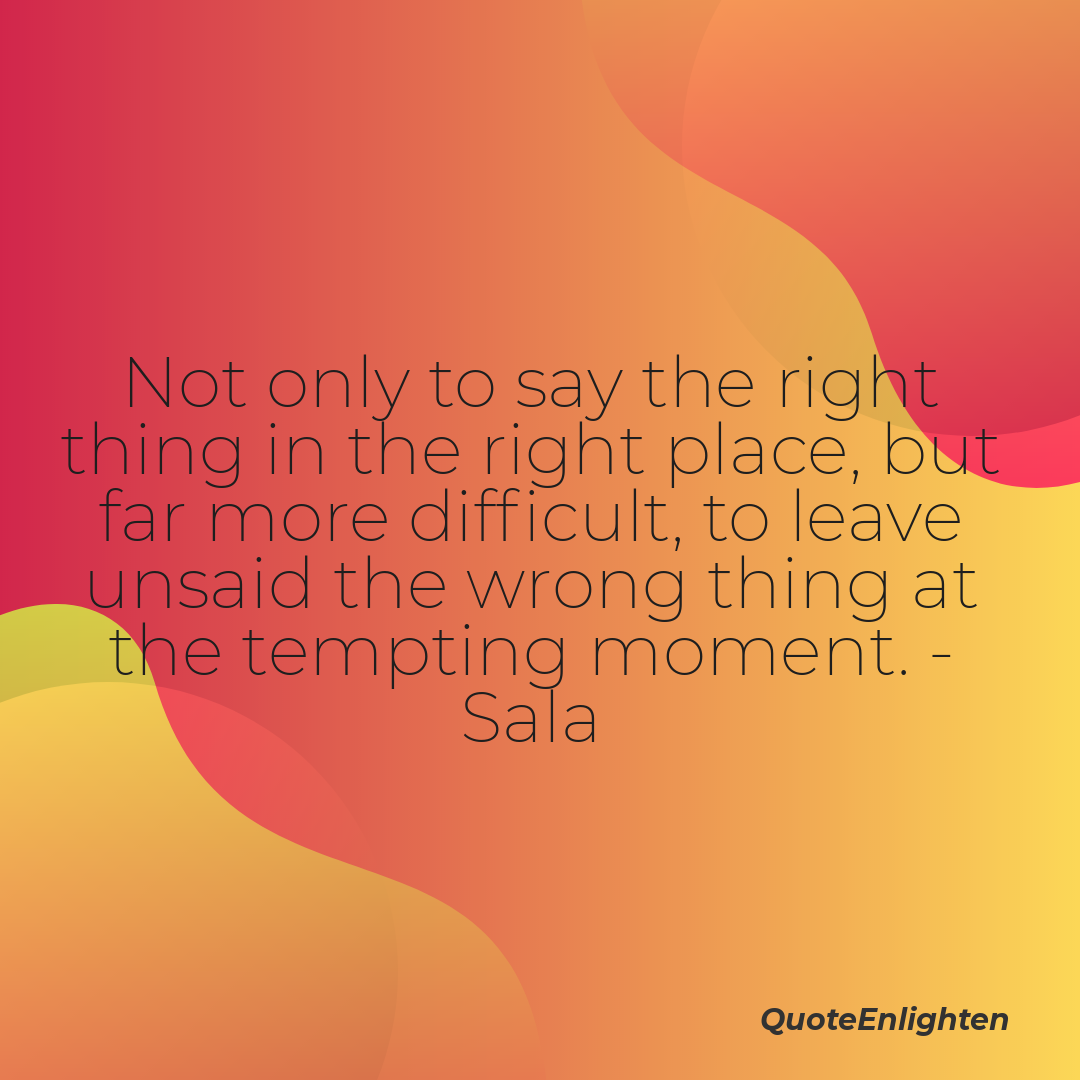 Not only to say the right
thing in the right place, but
far more difficult, to leave
unsaid the wrong thing at
the tempting moment. -
Sala
QuoteEnlighten